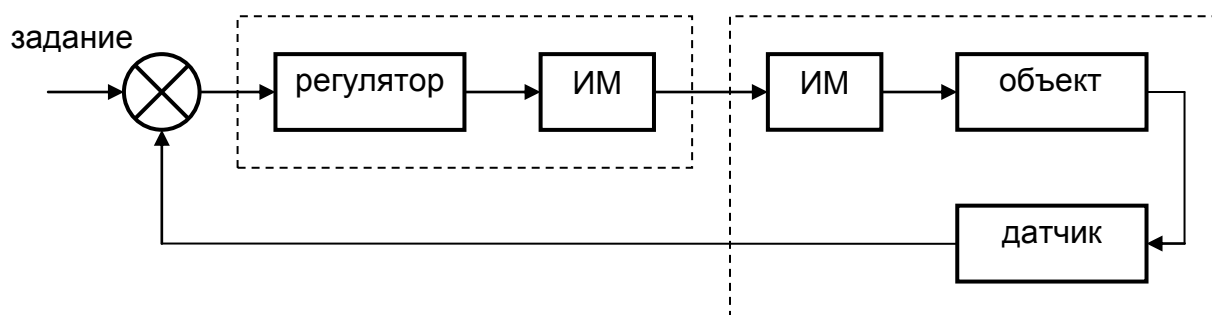 задание
регулятор
ИМ
ИМ
объект
датчик